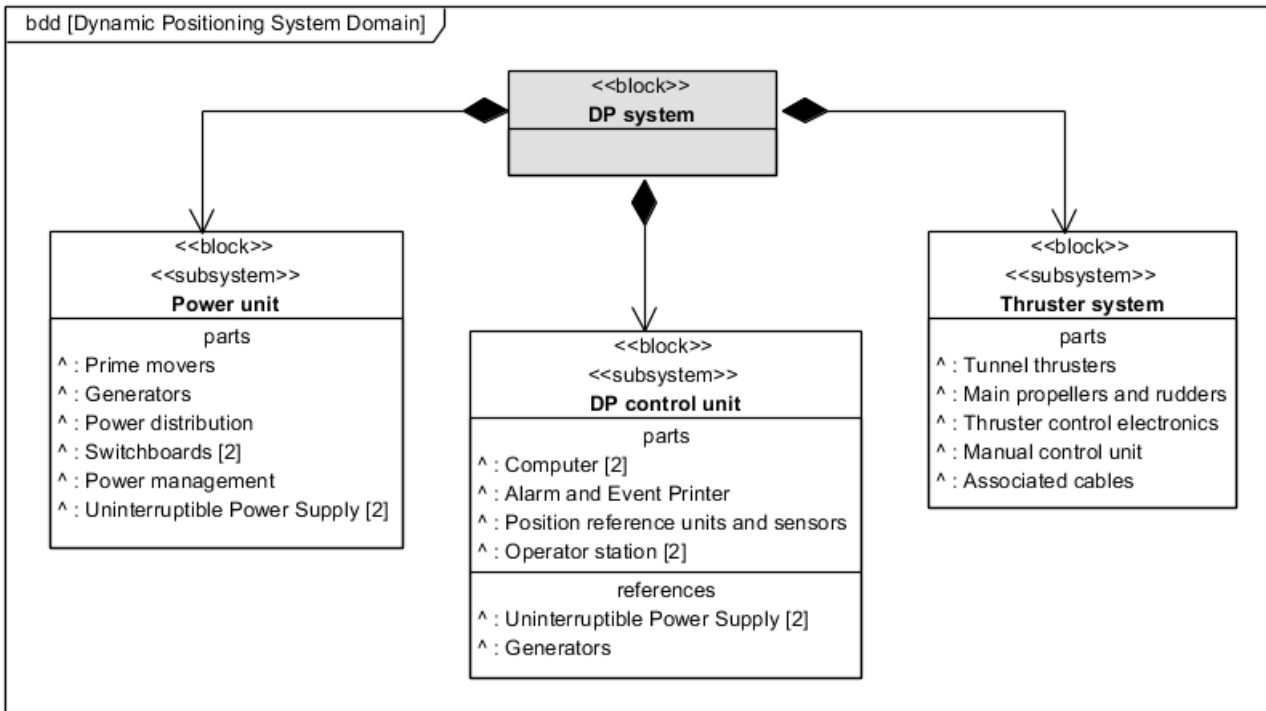 bdd [Dynamic Positioning System Domain]
<<block>>
DP system
<<block>>
<<subsystem>>
Power unit
parts
^ : Prime movers
^ : Generators
^ : Power distribution
^ : Switchboards [2]
^ : Power management
^ : Uninterruptible Power Supply [2]
<<block>>
<<subsystem>>
DP control unit
parts
^ : Computer [2]
^ : Alarm and Event Printer
^ : Position reference units and sensors
^ : Operator station [2]
references
^ : Uninterruptible Power Supply [2]
^ : Generators
<<block>>
<<subsystem>>
Thruster system
parts
^ : Tunnel thrusters
^ : Main propellers and rudders
^ : Thruster control electronics
^ : Manual control unit
^ : Associated cables